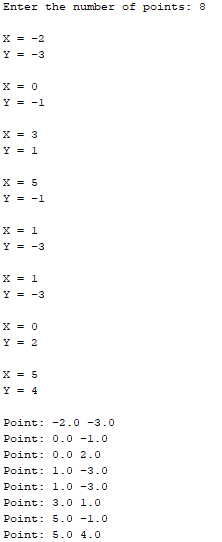 Enter the number of points: 8
X = -2
Y = -3
X = 0
Y = -1
X = 3
Y = 1
X = 5
Y = -1
X = 1
Y = -3
X = 1
Y = -3
X = 0
Y = 2
X = 5
Y = 4
Point: -2.0 -3.0
Point: 0.0 -1.0
Point: 0.0 2.0
Point: 1.0 -3.0
Point: 1.0 -3.0
Point: 3.0 1.0
Point: 5.0 -1.0
Point: 5.0 4.0